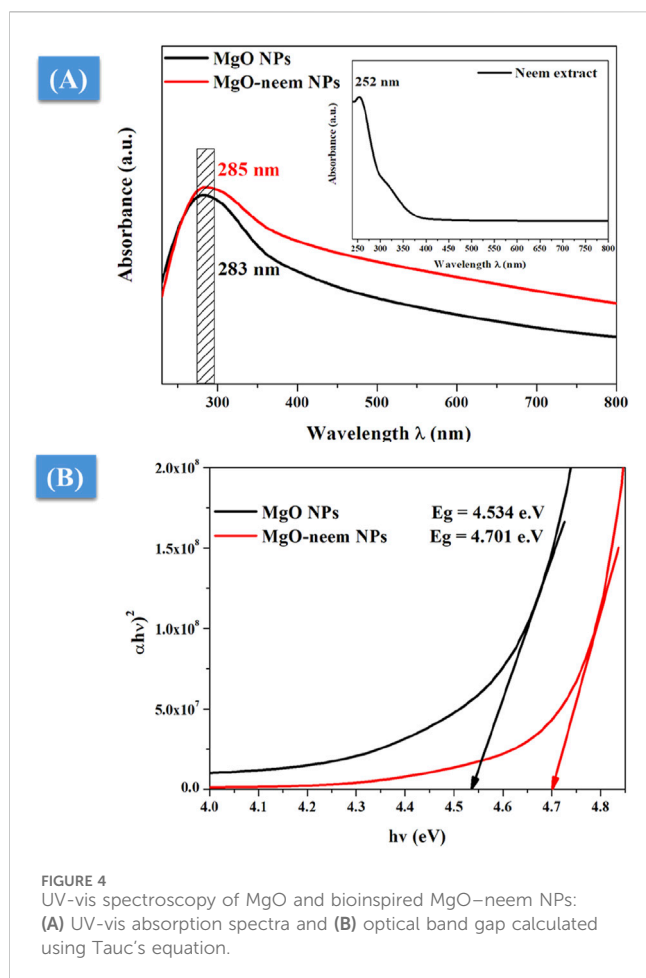 (A)
MgO NPs
MgO-neem NPs
Neem extract
252 nm
Absorbance (a.u.)
250 300 350 400 450 500 550 600 650 700 750 800
Wavelength λ (nm)
285 nm
283 nm
Absorbance (a.u.)
300 400 500 600 700 800
Wavelength λ (nm)
(B)
2.0x10⁸
1.5x10⁸
1.0x10⁸
5.0x10⁷
0.0
αhν)²
MgO NPs Eg = 4.534 e.V
MgO-neem NPs Eg = 4.701 e.V
4.0 4.1 4.2 4.3 4.4 4.5 4.6 4.7 4.8
hν (eV)
FIGURE 4
UV-vis spectroscopy of MgO and bioinspired MgO–neem NPs:
(A) UV-vis absorption spectra and (B) optical band gap calculated
using Tauc’s equation.